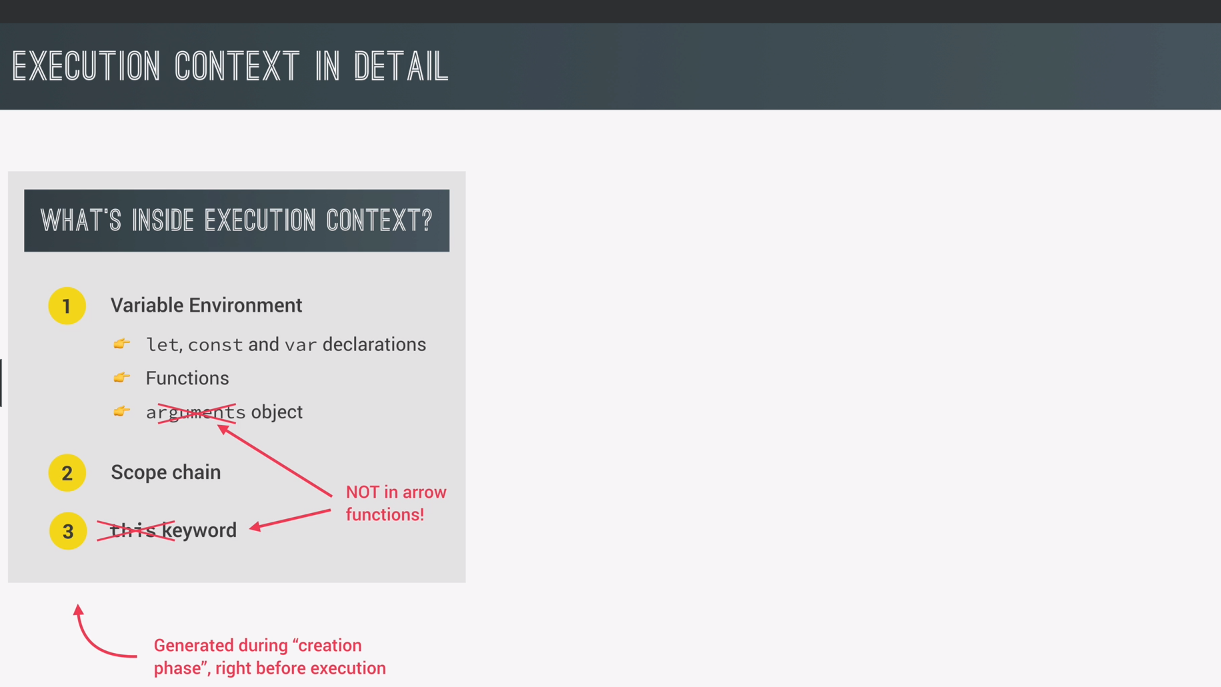 EXECUTION CONTEXT IN DETAIL
WHAT'S INSIDE EXECUTION CONTEXT?
1 Variable Environment
let, const and var declarations
Functions
arguments object
2 Scope chain
NOT in arrow
functions!
3 this keyword
Generated during “creation
phase”, right before execution